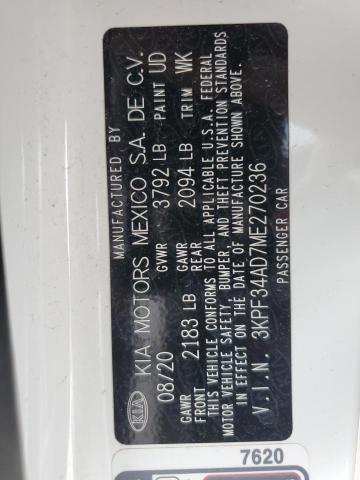 MANUFACTURED BY
KIA KIA MOTORS MEXICO S.A. DE C.V.
08/20 GVWR 3792 LB PAINT UD
GAWR FRONT 2183 LB GAWR REAR 2094 LB TRIM WK
THIS VEHICLE CONFORMS TO ALL APPLICABLE U.S.A. FEDERAL
MOTOR VEHICLE SAFETY, BUMPER, AND THEFT PREVENTION STANDARDS
IN EFFECT ON THE DATE OF MANUFACTURE SHOWN ABOVE.
V.I.N. 3KPF34AD7ME270236
PASSENGER CAR
7620